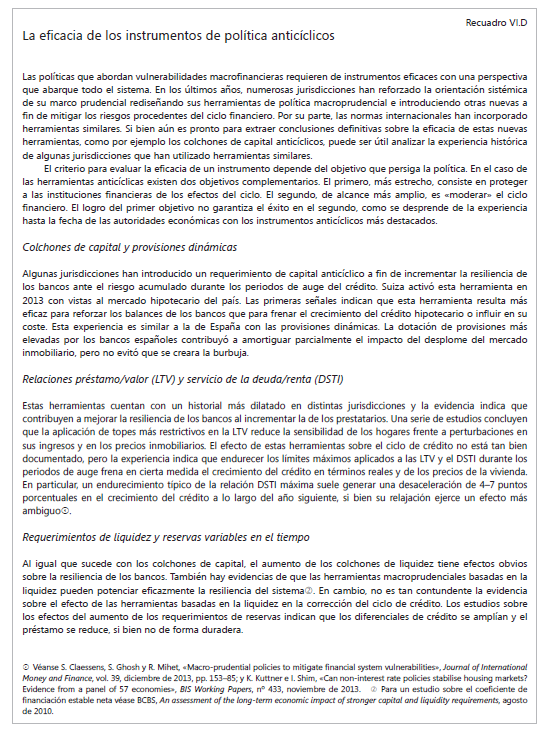 Recuadro VI.D
La eficacia de los instrumentos de política anticíclicos
Las políticas que abordan vulnerabilidades macrofinancieras requieren de instrumentos eficaces con una perspectiva
que abarque todo el sistema. En los últimos años, numerosas jurisdicciones han reforzado la orientación sistémica
de su marco prudencial rediseñando sus herramientas de política macroprudencial e introduciendo otras nuevas a
fin de mitigar los riesgos procedentes del ciclo financiero. Por su parte, las normas internacionales han incorporado
herramientas similares. Si bien aún es pronto para extraer conclusiones definitivas sobre la eficacia de estas nuevas
herramientas, como por ejemplo los colchones de capital anticíclicos, puede ser útil analizar la experiencia histórica
de algunas jurisdicciones que han utilizado herramientas similares.
El criterio para evaluar la eficacia de un instrumento depende del objetivo que persiga la política. En el caso de
las herramientas anticíclicas existen dos objetivos complementarios. El primero, más estrecho, consiste en proteger
a las instituciones financieras de los efectos del ciclo. El segundo, de alcance más amplio, es «moderar» el ciclo
financiero. El logro del primer objetivo no garantiza el éxito en el segundo, como se desprende de la experiencia
hasta la fecha de las autoridades económicas con los instrumentos anticíclicos más destacados.
Colchones de capital y provisiones dinámicas
Algunas jurisdicciones han introducido un requerimiento de capital anticíclico a fin de incrementar la resiliencia de
los bancos ante el riesgo acumulado durante los periodos de auge del crédito. Suiza activó esta herramienta en
2013 con vistas al mercado hipotecario del país. Las primeras señales indican que esta herramienta resulta más
eficaz para reforzar los balances de los bancos que para frenar el crecimiento del crédito hipotecario o influir en su
coste. Esta experiencia es similar a la de España con las provisiones dinámicas. La dotación de provisiones más
elevadas por los bancos españoles contribuyó a amortiguar parcialmente el impacto del desplome del mercado
inmobiliario, pero no evitó que se creara la burbuja.
Relaciones préstamo/valor (LTV) y servicio de la deuda/renta (DSTI)
Estas herramientas cuentan con un historial más dilatado en distintas jurisdicciones y la evidencia indica que
contribuyen a mejorar la resiliencia de los bancos al incrementar la de los prestatarios. Una serie de estudios concluyen
que la aplicación de topes más restrictivos en la LTV reduce la sensibilidad de los hogares frente a perturbaciones en
sus ingresos y en los precios inmobiliarios. El efecto de estas herramientas sobre el ciclo de crédito no está tan bien
documentado, pero la experiencia indica que endurecer los límites máximos aplicados a las LTV y el DSTI durante los
periodos de auge frena en cierta medida el crecimiento del crédito en términos reales y de los precios de la vivienda.
En particular, un endurecimiento típico de la relación DSTI máxima suele generar una desaceleración de 4–7 puntos
porcentuales en el crecimiento del crédito a lo largo del año siguiente, si bien su relajación ejerce un efecto más
ambiguo①.
Requerimientos de liquidez y reservas variables en el tiempo
Al igual que sucede con los colchones de capital, el aumento de los colchones de liquidez tiene efectos obvios
sobre la resiliencia de los bancos. También hay evidencias de que las herramientas macroprudenciales basadas en la
liquidez pueden potenciar eficazmente la resiliencia del sistema②. En cambio, no es tan contundente la evidencia
sobre el efecto de las herramientas basadas en la liquidez en la corrección del ciclo de crédito. Los estudios sobre
los efectos del aumento de los requerimientos de reservas indican que los diferenciales de crédito se amplían y el
préstamo se reduce, si bien no de forma duradera.
① Véanse S. Claessens, S. Ghosh y R. Mihet, «Macro-prudential policies to mitigate financial system vulnerabilities», Journal of International
Money and Finance, vol. 39, diciembre de 2013, pp. 153–85; y K. Kuttner e I. Shim, «Can non-interest rate policies stabilise housing markets?
Evidence from a panel of 57 economies», BIS Working Papers, nº 433, noviembre de 2013. ② Para un estudio sobre el coeficiente de
financiación estable neta véase BCBS, An assessment of the long-term economic impact of stronger capital and liquidity requirements, agosto
de 2010.